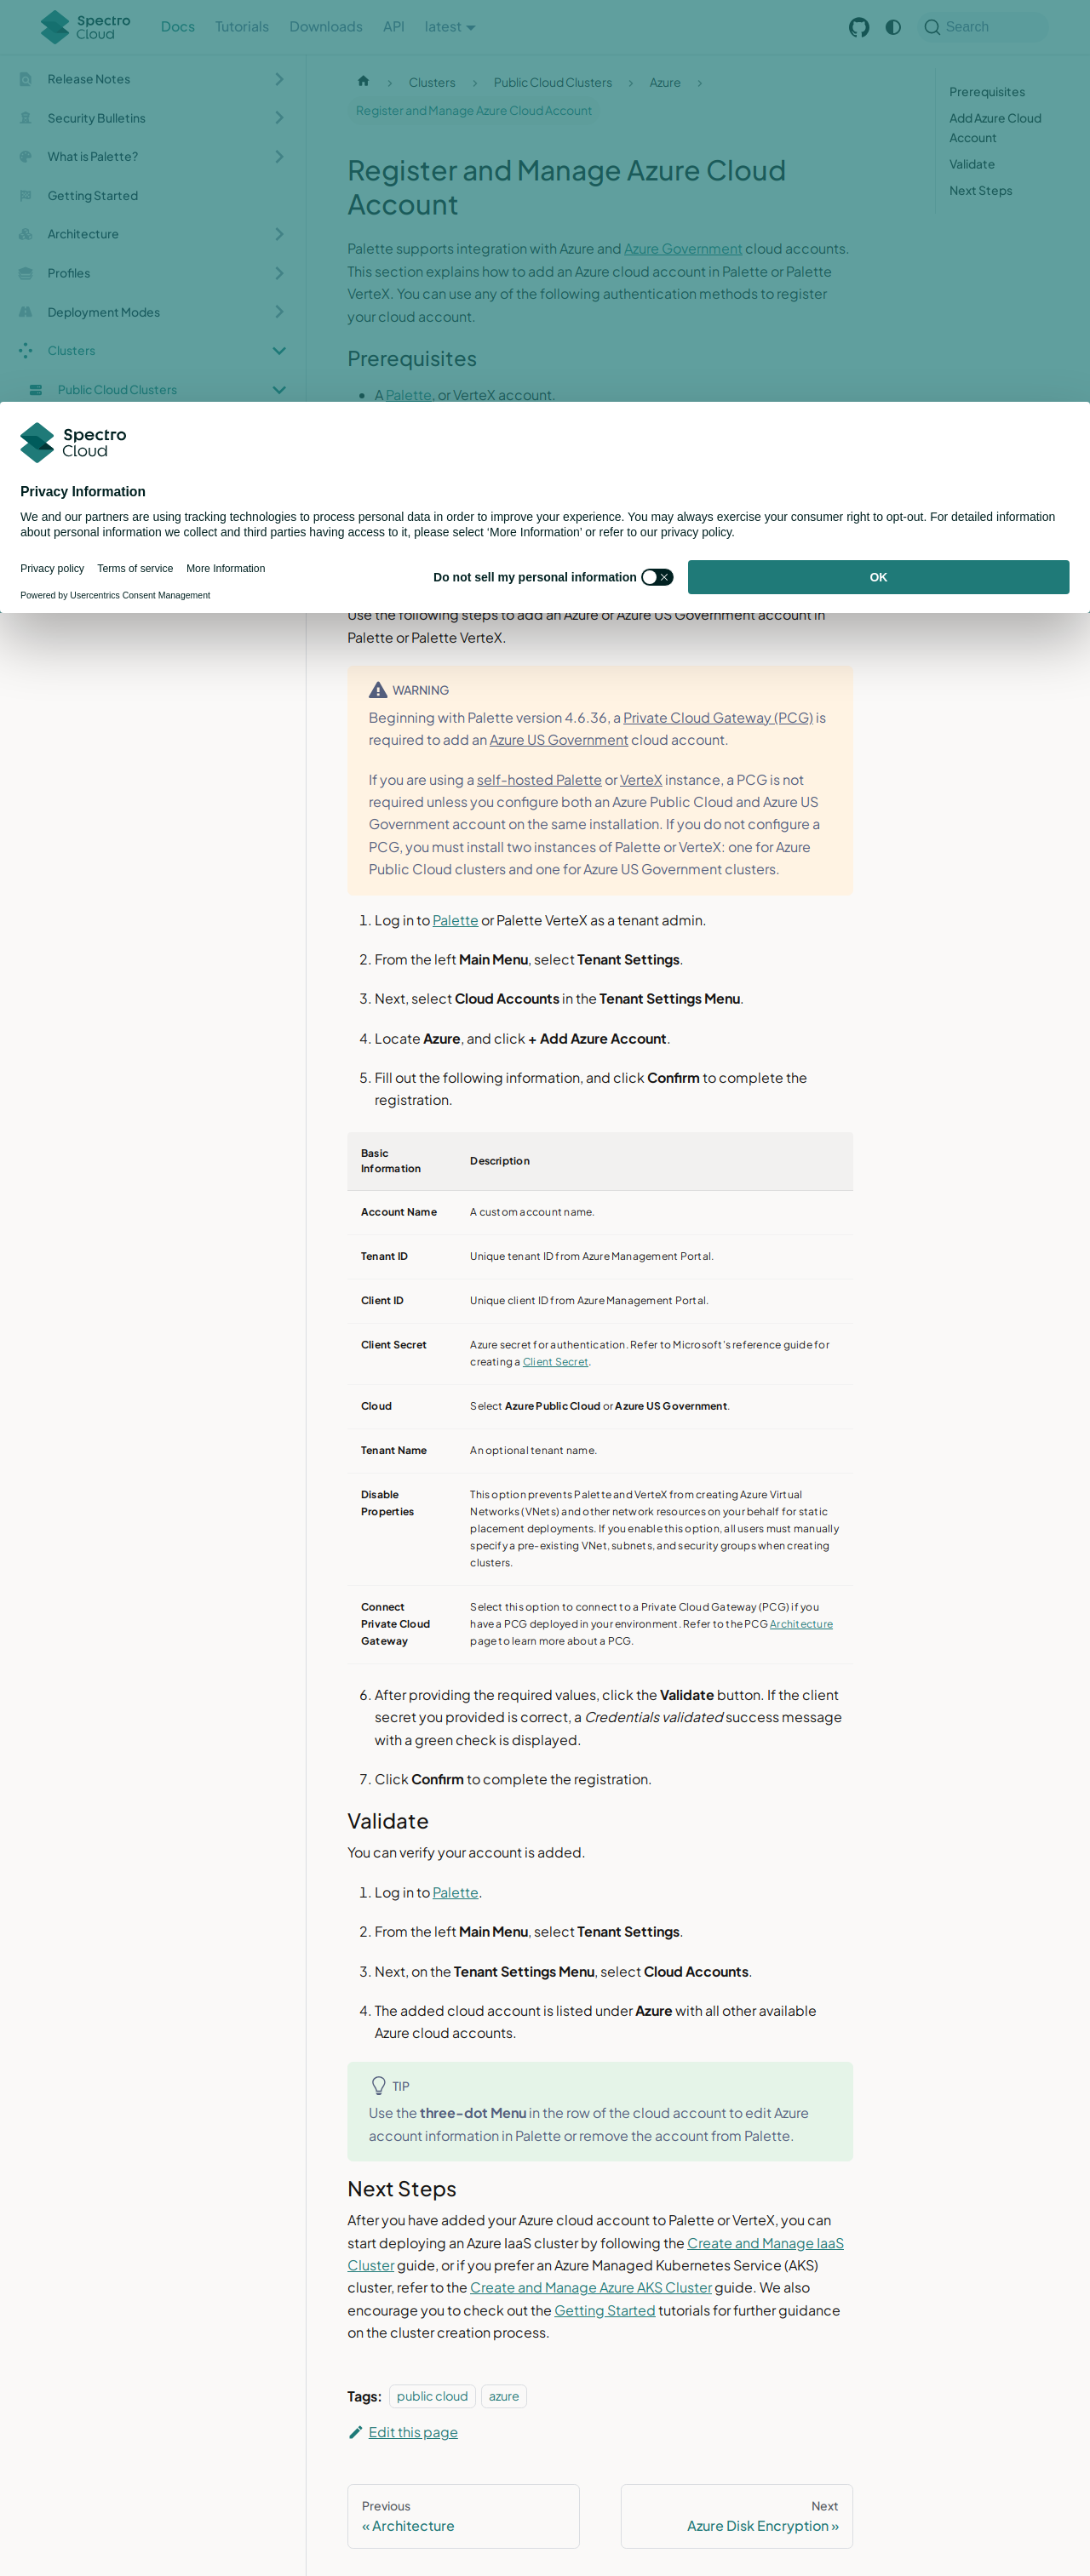 Spectro Cloud
Docs
Tutorials
Downloads
API
latest
Search
Release Notes
Security Bulletins
What is Palette?
Getting Started
Architecture
Profiles
Deployment Modes
Clusters
Public Cloud Clusters
Clusters
Public Cloud Clusters
Azure
Register and Manage Azure Cloud Account
Prerequisites
Add Azure Cloud
Account
Validate
Next Steps
Register and Manage Azure Cloud
Account
Palette supports integration with Azure and Azure Government cloud accounts.
This section explains how to add an Azure cloud account in Palette or Palette
VerteX. You can use any of the following authentication methods to register
your cloud account.
Prerequisites
A Palette, or VerteX account.
Spectro
Cloud
Privacy Information
We and our partners are using tracking technologies to process personal data in order to improve your experience. You may always exercise your consumer right to opt-out. For detailed information
about personal information we collect and third parties having access to it, please select ‘More Information’ or refer to our privacy policy.
Privacy policy
Terms of service
More Information
Do not sell my personal information
OK
Powered by Usercentrics Consent Management
Use the following steps to add an Azure or Azure US Government account in
Palette or Palette VerteX.
WARNING
Beginning with Palette version 4.6.36, a Private Cloud Gateway (PCG) is
required to add an Azure US Government cloud account.
If you are using a self-hosted Palette or VerteX instance, a PCG is not
required unless you configure both an Azure Public Cloud and Azure US
Government account on the same installation. If you do not configure a
PCG, you must install two instances of Palette or VerteX: one for Azure
Public Cloud clusters and one for Azure US Government clusters.
1. Log in to Palette or Palette VerteX as a tenant admin.
2. From the left Main Menu, select Tenant Settings.
3. Next, select Cloud Accounts in the Tenant Settings Menu.
4. Locate Azure, and click + Add Azure Account.
5. Fill out the following information, and click Confirm to complete the
registration.
Basic
Information
Description
Account Name
A custom account name.
Tenant ID
Unique tenant ID from Azure Management Portal.
Client ID
Unique client ID from Azure Management Portal.
Client Secret
Azure secret for authentication. Refer to Microsoft's reference guide for
creating a Client Secret.
Cloud
Select Azure Public Cloud or Azure US Government.
Tenant Name
An optional tenant name.
Disable
Properties
This option prevents Palette and VerteX from creating Azure Virtual
Networks (VNets) and other network resources on your behalf for static
placement deployments. If you enable this option, all users must manually
specify a pre-existing VNet, subnets, and security groups when creating
clusters.
Connect
Private Cloud
Gateway
Select this option to connect to a Private Cloud Gateway (PCG) if you
have a PCG deployed in your environment. Refer to the PCG Architecture
page to learn more about a PCG.
6. After providing the required values, click the Validate button. If the client
secret you provided is correct, a Credentials validated success message
with a green check is displayed.
7. Click Confirm to complete the registration.
Validate
You can verify your account is added.
1. Log in to Palette.
2. From the left Main Menu, select Tenant Settings.
3. Next, on the Tenant Settings Menu, select Cloud Accounts.
4. The added cloud account is listed under Azure with all other available
Azure cloud accounts.
TIP
Use the three-dot Menu in the row of the cloud account to edit Azure
account information in Palette or remove the account from Palette.
Next Steps
After you have added your Azure cloud account to Palette or VerteX, you can
start deploying an Azure IaaS cluster by following the Create and Manage IaaS
Cluster guide, or if you prefer an Azure Managed Kubernetes Service (AKS)
cluster, refer to the Create and Manage Azure AKS Cluster guide. We also
encourage you to check out the Getting Started tutorials for further guidance
on the cluster creation process.
Tags: public cloud azure
Edit this page
Previous
« Architecture
Next
Azure Disk Encryption »